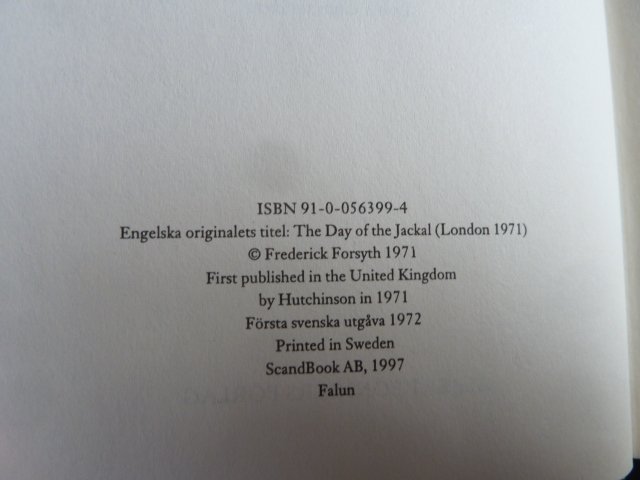 ISBN 91-0-056399-4
Engelska originalets titel: The Day of the Jackal (London 1971)
© Frederick Forsyth 1971
First published in the United Kingdom
by Hutchinson in 1971
Första svenska utgåva 1972
Printed in Sweden
ScandBook AB, 1997
Falun